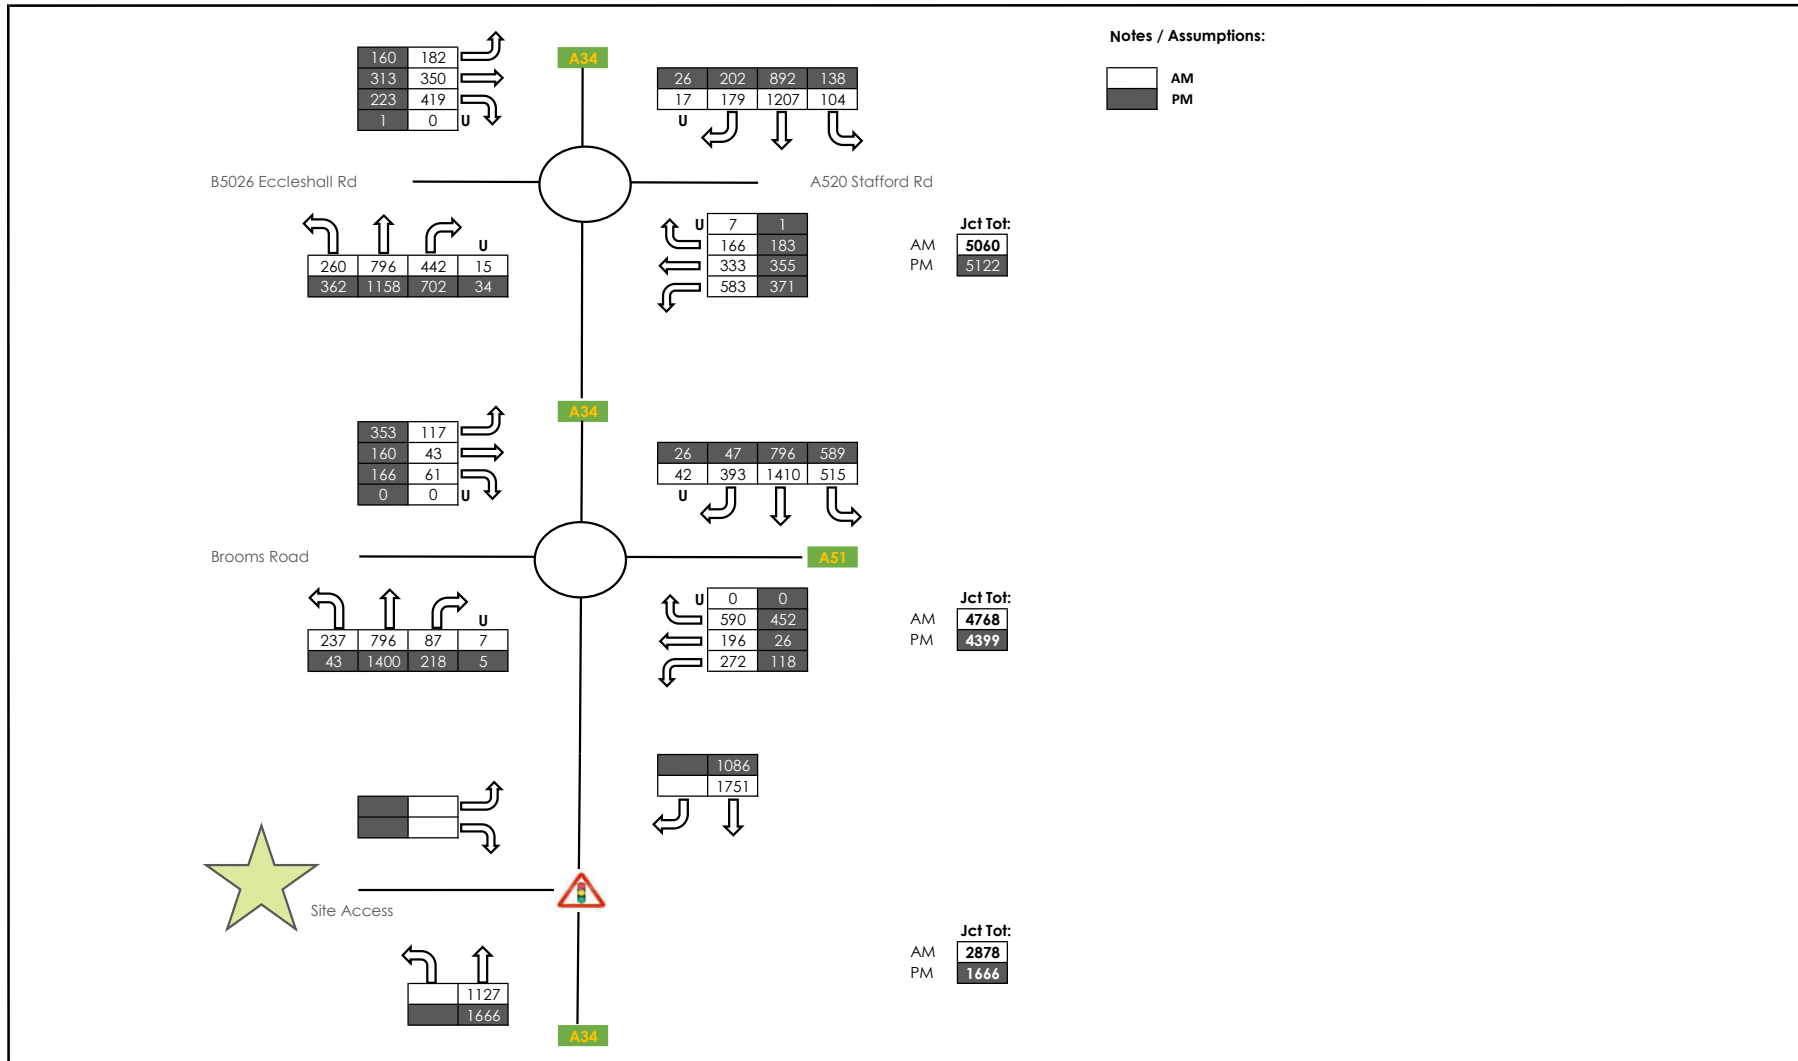 Notes / Assumptions:
AM
PM
A34
160 182
313 350
223 419
1 0 U
26 202 892 138
17 179 1207 104
U
B5026 Eccleshall Rd
A520 Stafford Rd
U
260 796 442 15
362 1158 702 34
U 7 1
166 183
333 355
583 371
Jct Tot:
AM 5060
PM 5122
A34
353 117
160 43
166 61
0 0 U
26 47 796 589
42 393 1410 515
U
Brooms Road
A51
U
237 796 87 7
43 1400 218 5
U 0 0
590 452
196 26
272 118
Jct Tot:
AM 4768
PM 4399
1086
1751
Site Access
1127
1666
Jct Tot:
AM 2878
PM 1666
A34